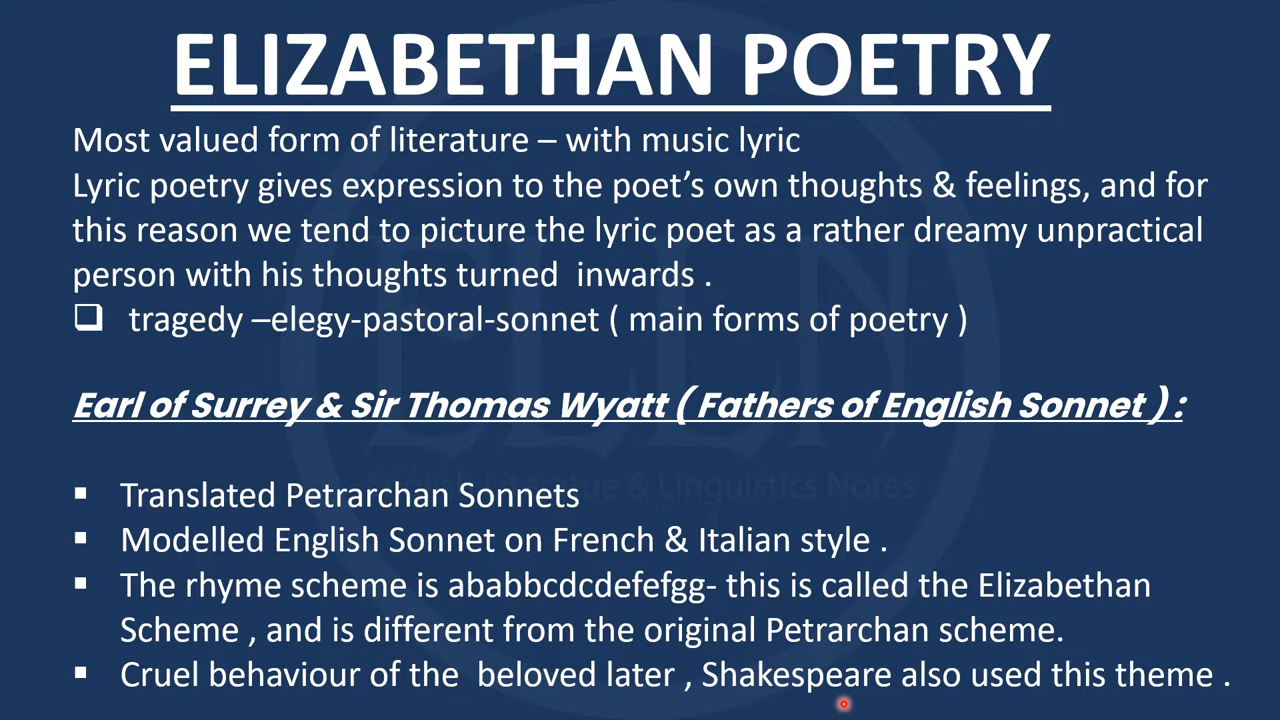 ELIZABETHAN POETRY
Most valued form of literature – with music lyric
Lyric poetry gives expression to the poet’s own thoughts & feelings, and for
this reason we tend to picture the lyric poet as a rather dreamy unpractical
person with his thoughts turned  inwards .
❑ tragedy –elegy-pastoral-sonnet ( main forms of poetry )
Earl of Surrey & Sir Thomas Wyatt ( Fathers of English Sonnet ) :
▪ Translated Petrarchan Sonnets
▪ Modelled English Sonnet on French & Italian style .
▪ The rhyme scheme is ababbcdcdefefgg- this is called the Elizabethan
Scheme , and is different from the original Petrarchan scheme.
▪ Cruel behaviour of the  beloved later , Shakespeare also used this theme .
ELLN
English Literatue & Linguistics Notes